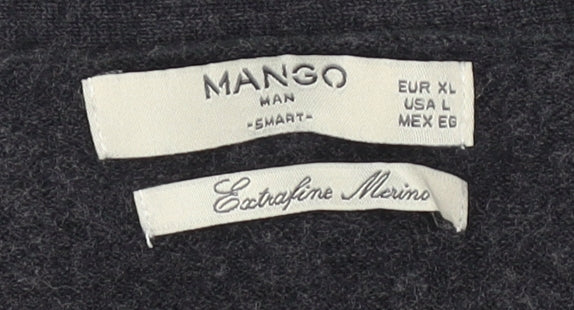 MANGO
MAN
-SMART-
EUR XL
USA L
MEX EG
Extrafine Merino